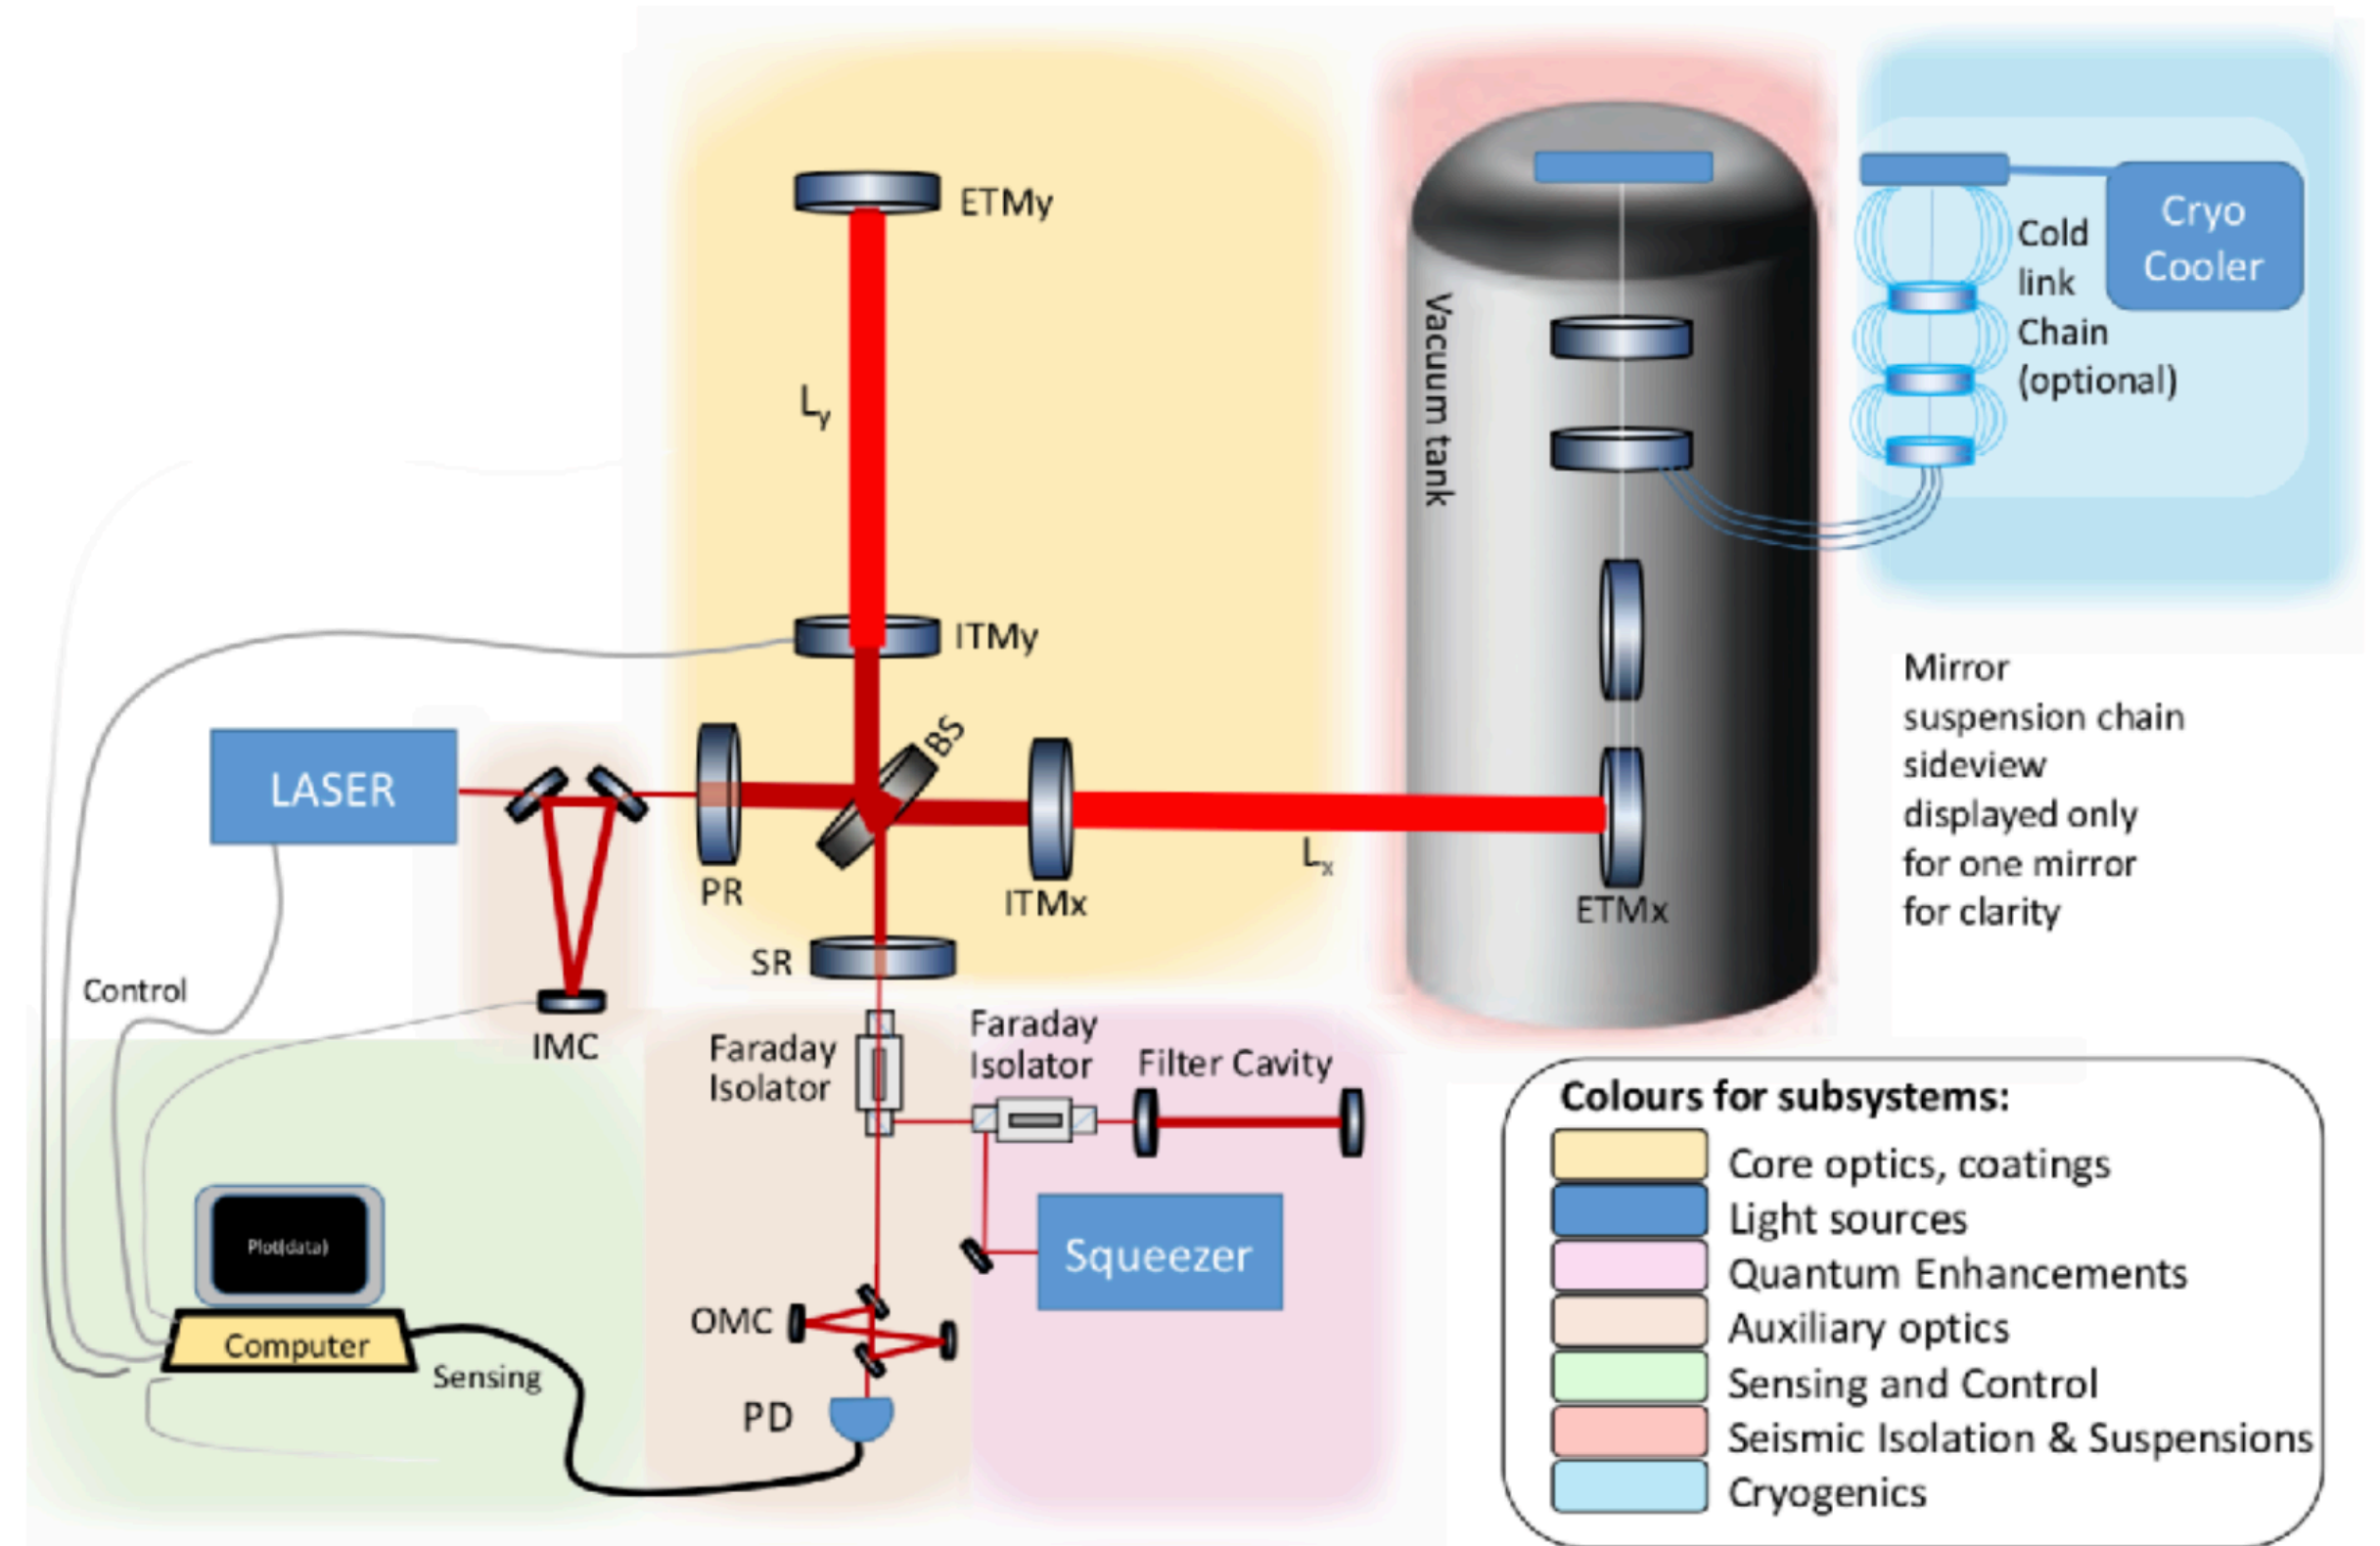 ETMy
Ly
ITMy
BS
LASER
PR
ITMx
Lx
ETMx
SR
IMC
Control
Vacuum tank
Cold
link
Chain
(optional)
Cryo
Cooler
Mirror
suspension chain
sideview
displayed only
for one mirror
for clarity
Faraday
Isolator
Faraday
Isolator
Filter Cavity
Squeezer
OMC
PD
Plot(data)
Computer
Sensing
Colours for subsystems:
Core optics, coatings
Light sources
Quantum Enhancements
Auxiliary optics
Sensing and Control
Seismic Isolation & Suspensions
Cryogenics